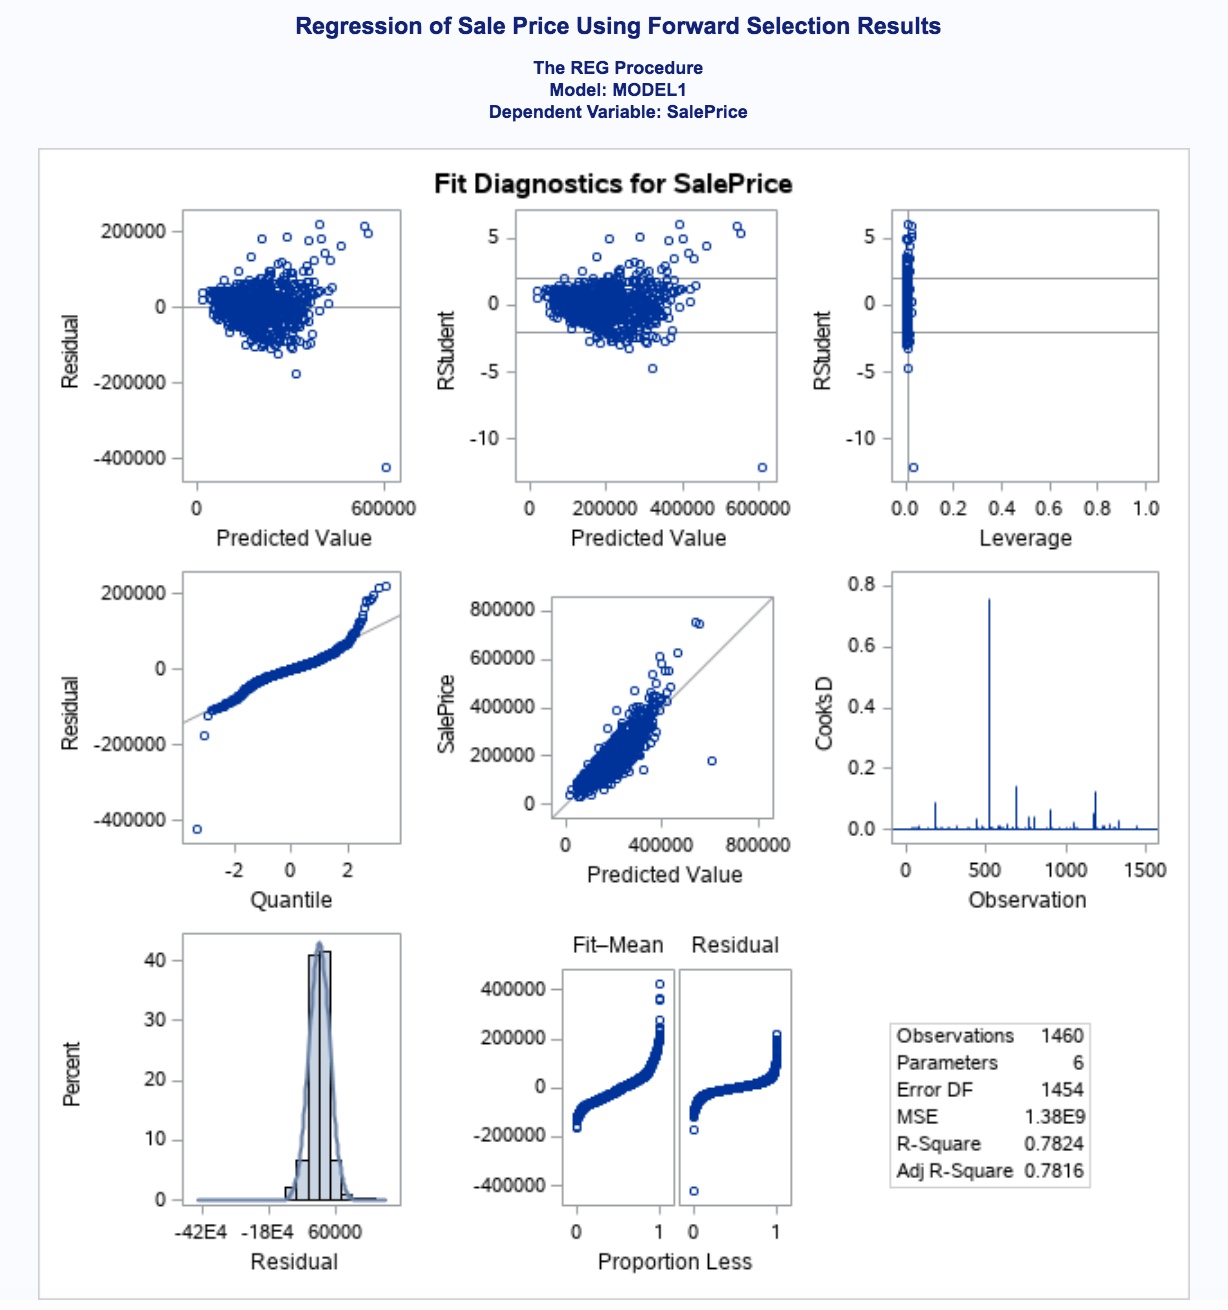 Regression of Sale Price Using Forward Selection Results
The REG Procedure
Model: MODEL1
Dependent Variable: SalePrice
Fit Diagnostics for SalePrice
200000
0
-200000
-400000
Residual
0
600000
Predicted Value
5
0
-5
-10
RStudent
0
200000
400000
600000
Predicted Value
5
0
-5
-10
RStudent
0.0
0.2
0.4
0.6
0.8
1.0
Leverage
200000
0
-200000
-400000
Residual
-2
0
2
Quantile
800000
600000
400000
200000
0
SalePrice
0
400000
800000
Predicted Value
0.8
0.6
0.4
0.2
0.0
Cook's D
0
500
1000
1500
Observation
40
30
20
10
0
Percent
-42E4
-18E4
60000
Residual
Fit–Mean
Residual
400000
200000
0
-200000
-400000
0
1
0
1
Proportion Less
Observations 1460
Parameters 6
Error DF 1454
MSE 1.38E9
R-Square 0.7824
Adj R-Square 0.7816